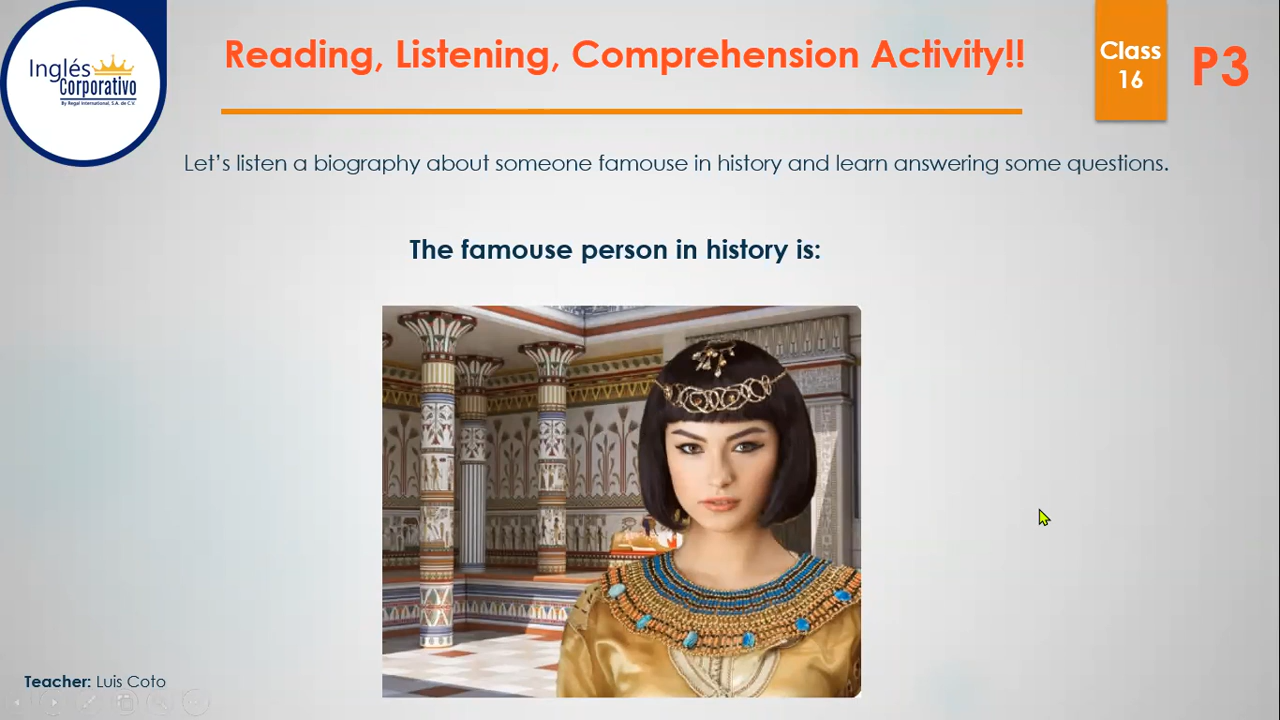 Inglés
Corporativo
By Regal International, S.A. de C.V.
Reading, Listening, Comprehension Activity!!
Class
16
P3
Let's listen a biography about someone famouse in history and learn answering some questions.
The famouse person in history is:
Teacher: Luis Coto